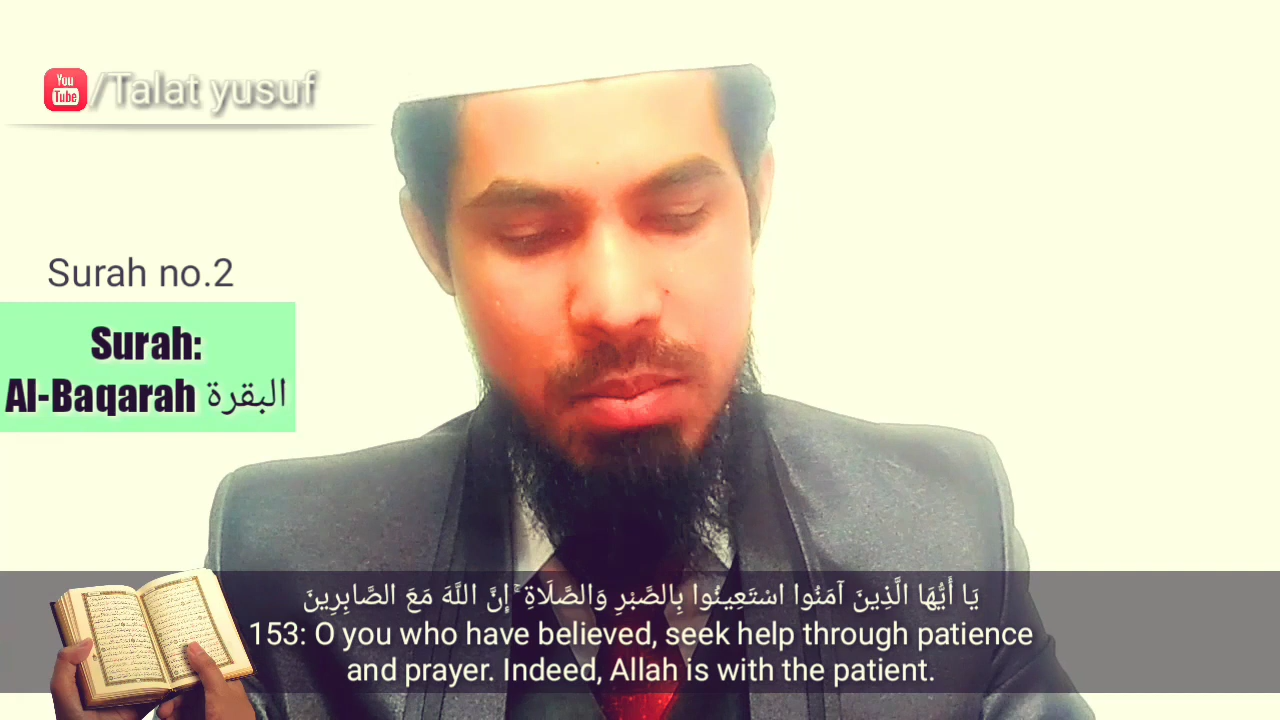 You
Tube
/Talat yusuf
Surah no.2
Surah:
Al-Baqarah البقرة
يَا أَيُّهَا الَّذِينَ آمَنُوا اسْتَعِينُوا بِالصَّبْرِ وَالصَّلَاةِ ۚ إِنَّ اللَّهَ مَعَ الصَّابِرِينَ
153: O you who have believed, seek help through patience
and prayer. Indeed, Allah is with the patient.